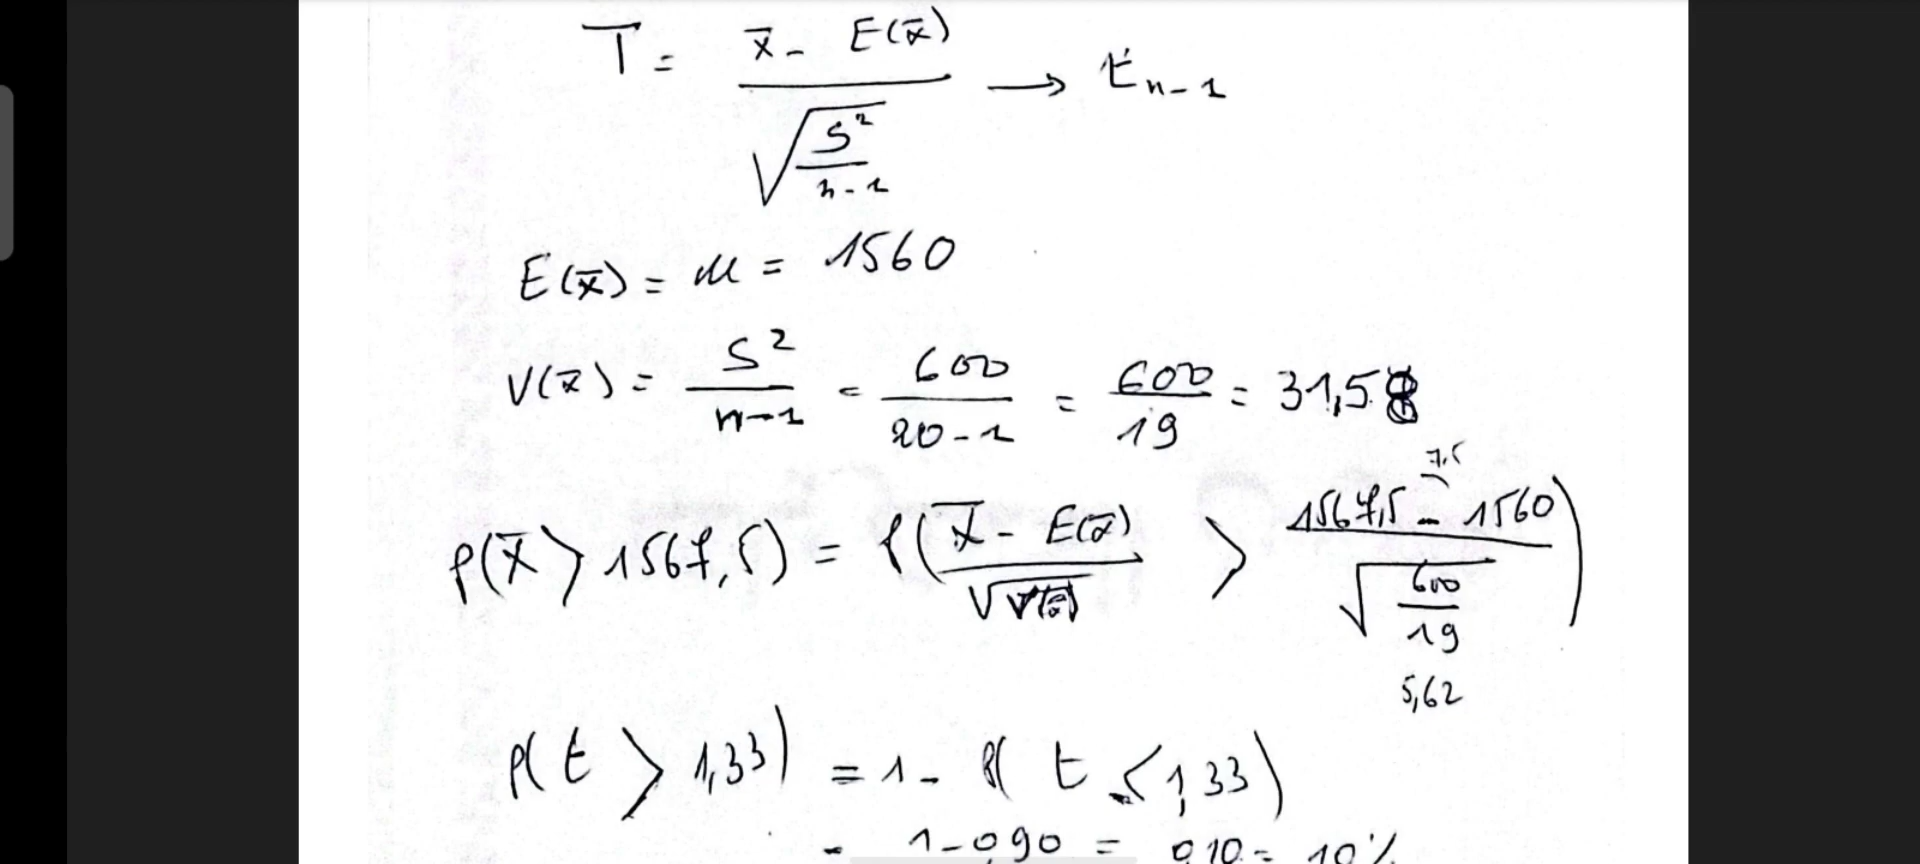 T = (x̄ - E(x̄)) / √(S²/(n-1)) → t_{n-1}
E(x̄) = μ = 1560
V(x̄) = S²/(n-1) = 600/(20-1) = 600/19 = 31,58
7,5
P(x̄ > 1567,5) = P((x̄ - E(x̄))/√V(x̄) > (1567,5 - 1560)/√(600/19))
5,62
P(t > 1,33) = 1 - P(t ≤ 1,33)
= 1 - 0,90 = 0,10 = 10%